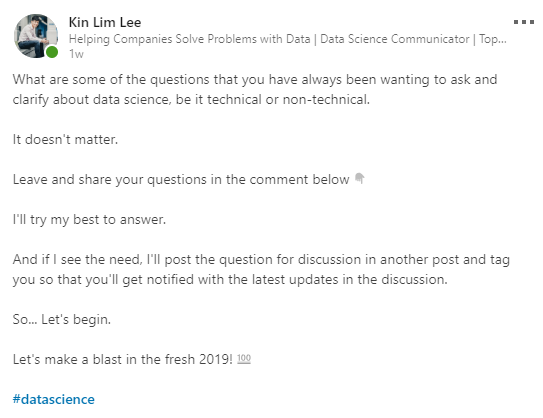 Kin Lim Lee
Helping Companies Solve Problems with Data | Data Science Communicator | Top...
1w
What are some of the questions that you have always been wanting to ask and
clarify about data science, be it technical or non-technical.
It doesn't matter.
Leave and share your questions in the comment below 👇
I'll try my best to answer.
And if I see the need, I'll post the question for discussion in another post and tag
you so that you'll get notified with the latest updates in the discussion.
So... Let's begin.
Let's make a blast in the fresh 2019! 💯
#datascience